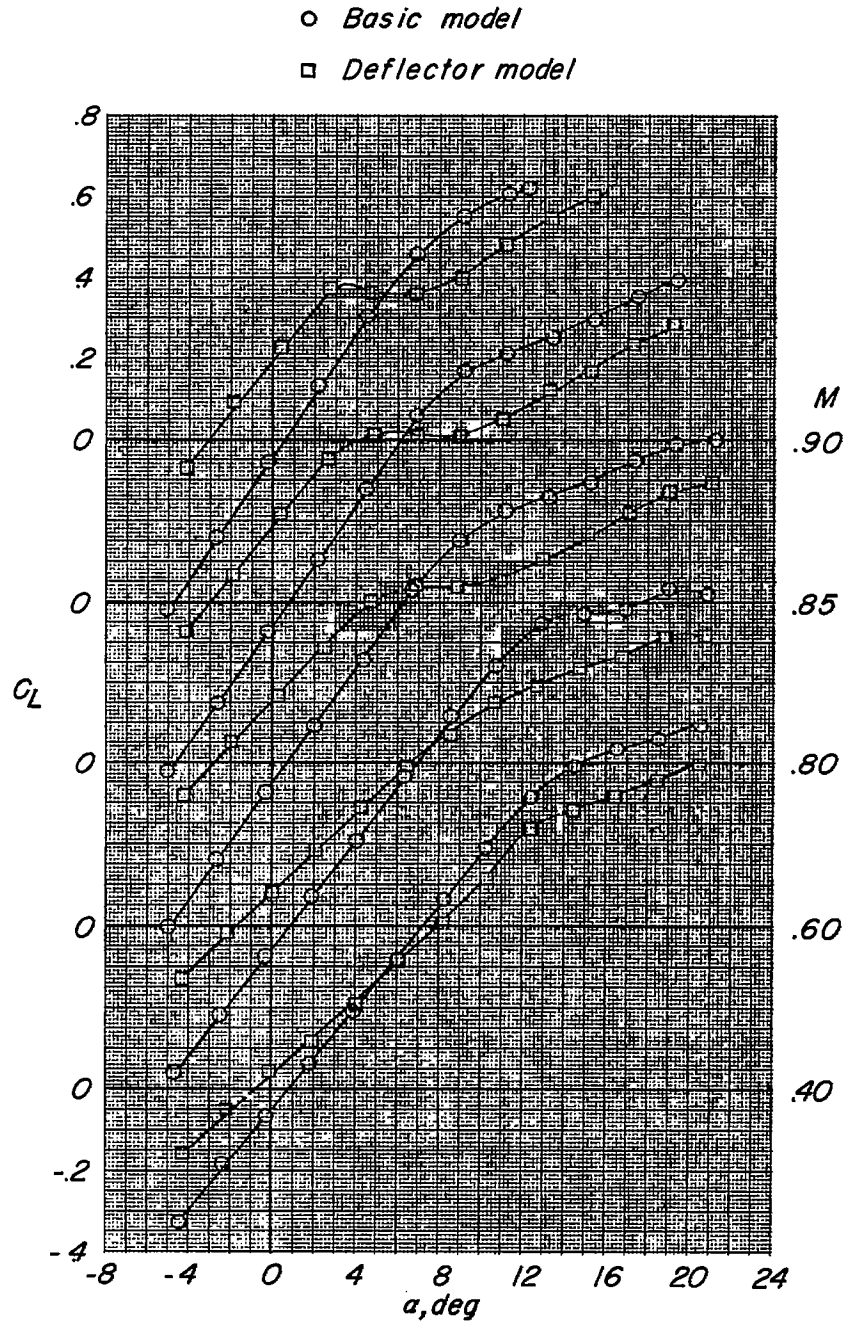 Basic model
Deflector model
.8
.6
.4
.2
M
0 .90
0 .85
C_L
0 .80
0 .60
0 .40
-.2
-.4
-8 -4 0 4 8 12 16 20 24
α, deg